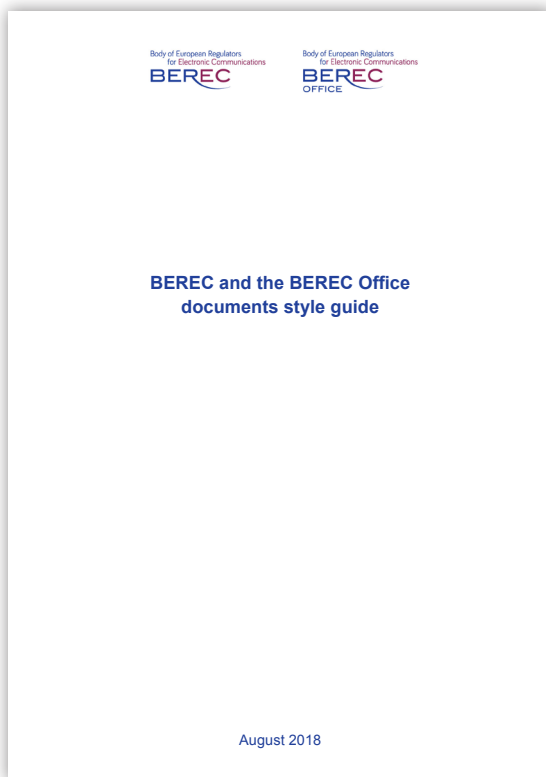 Body of European Regulators
for Electronic Communications
BEREC
Body of European Regulators
for Electronic Communications
BEREC
OFFICE
BEREC and the BEREC Office
documents style guide
August 2018